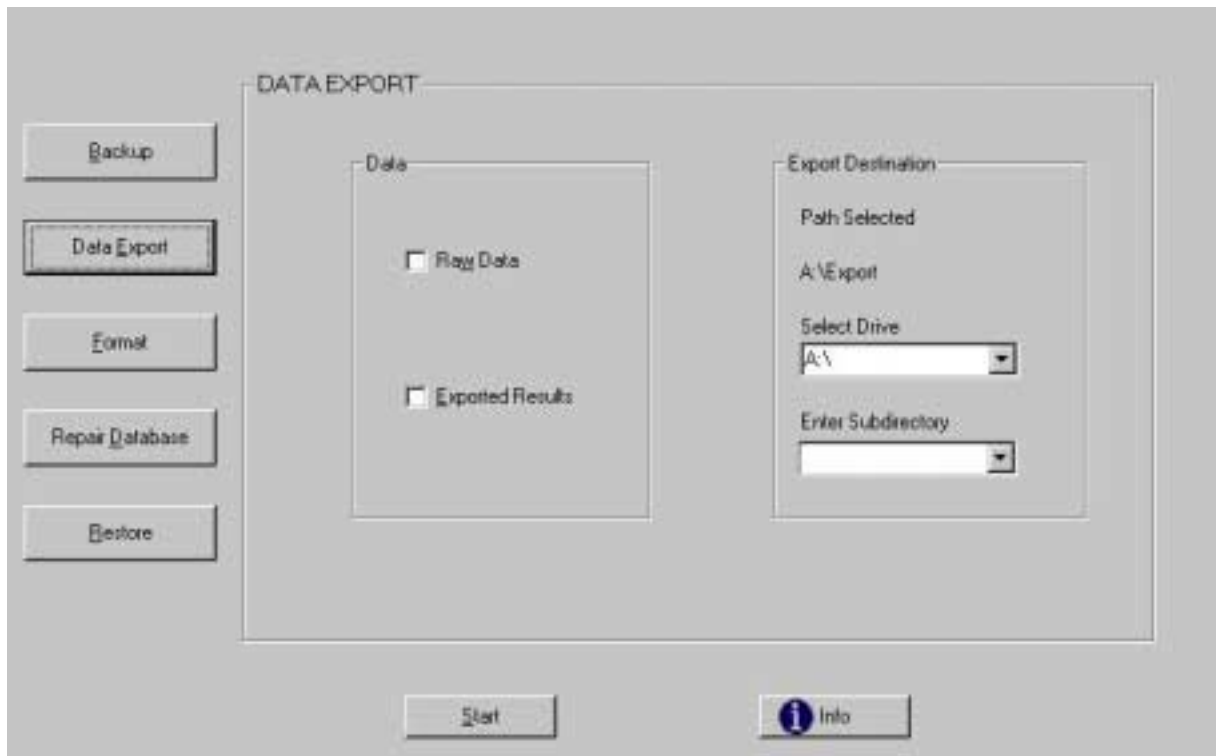 DATA EXPORT
Backup
Data Export
Format
Repair Database
Restore
Data
Raw Data
Exported Results
Export Destination
Path Selected
A:\Export
Select Drive
A:\
Enter Subdirectory
Start
Info